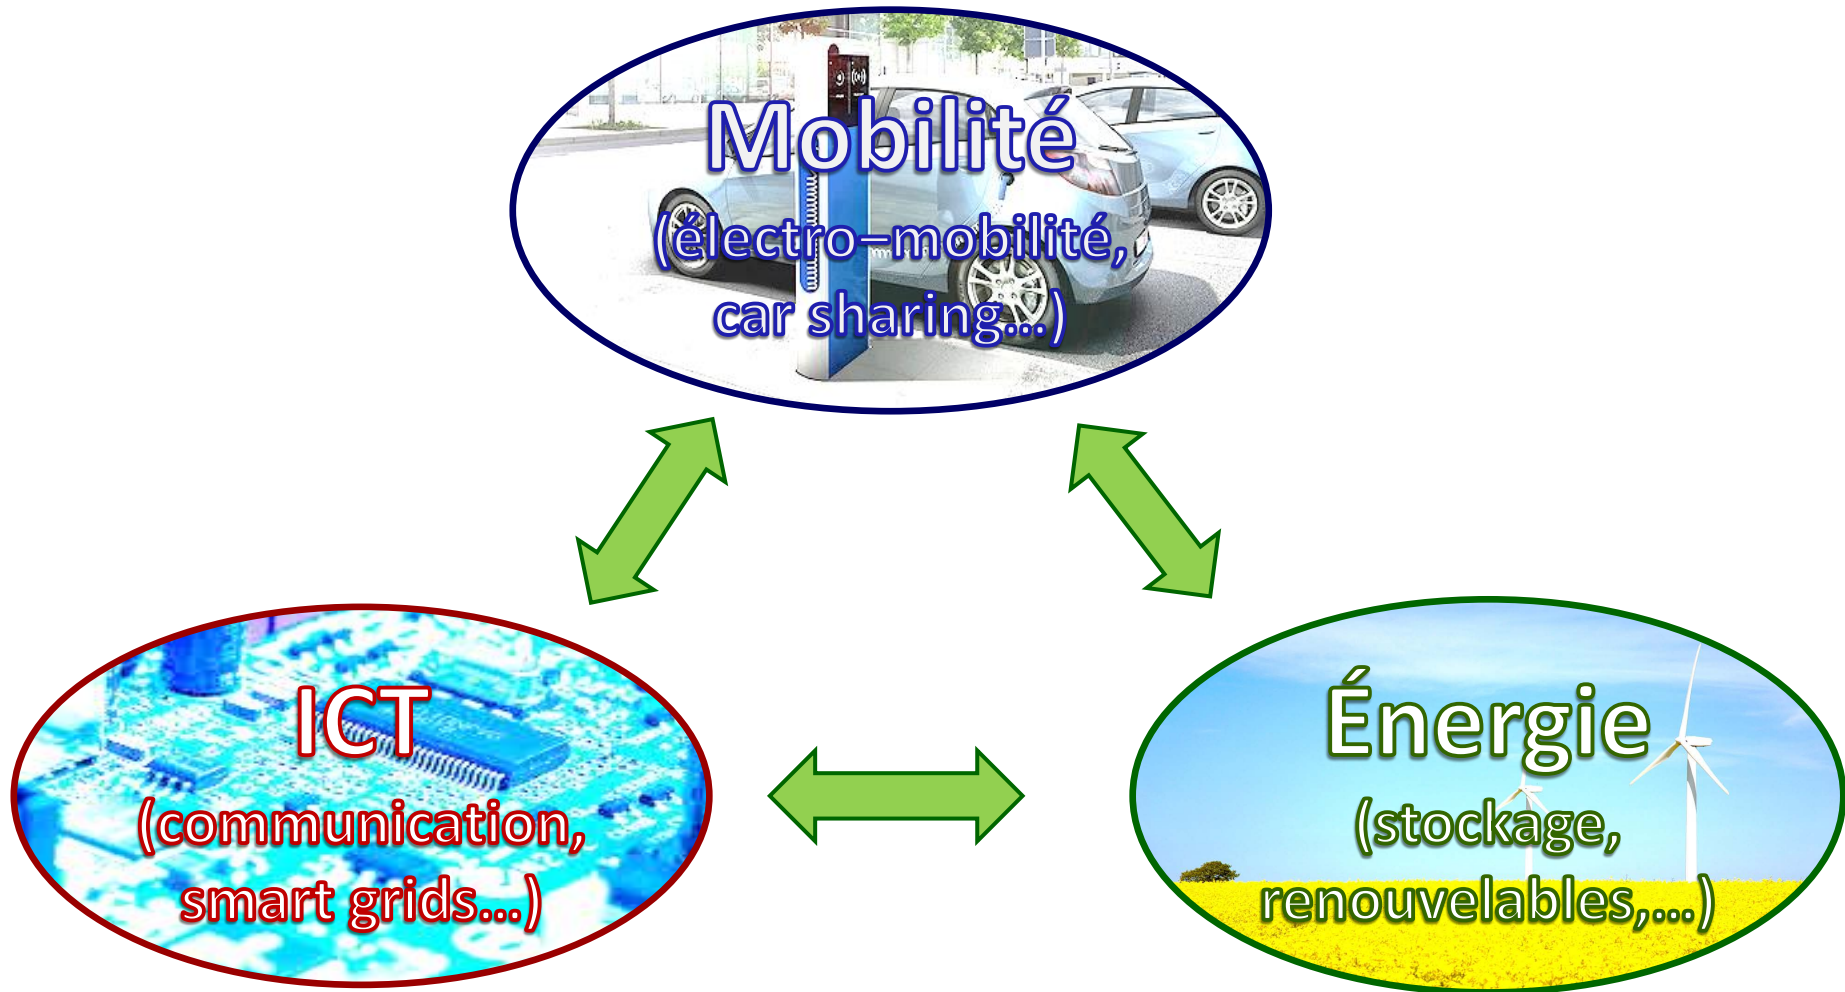 Mobilité
(électro-mobilité,
car sharing...)
ICT
(communication,
smart grids...)
Énergie
(stockage,
renouvelables,...)